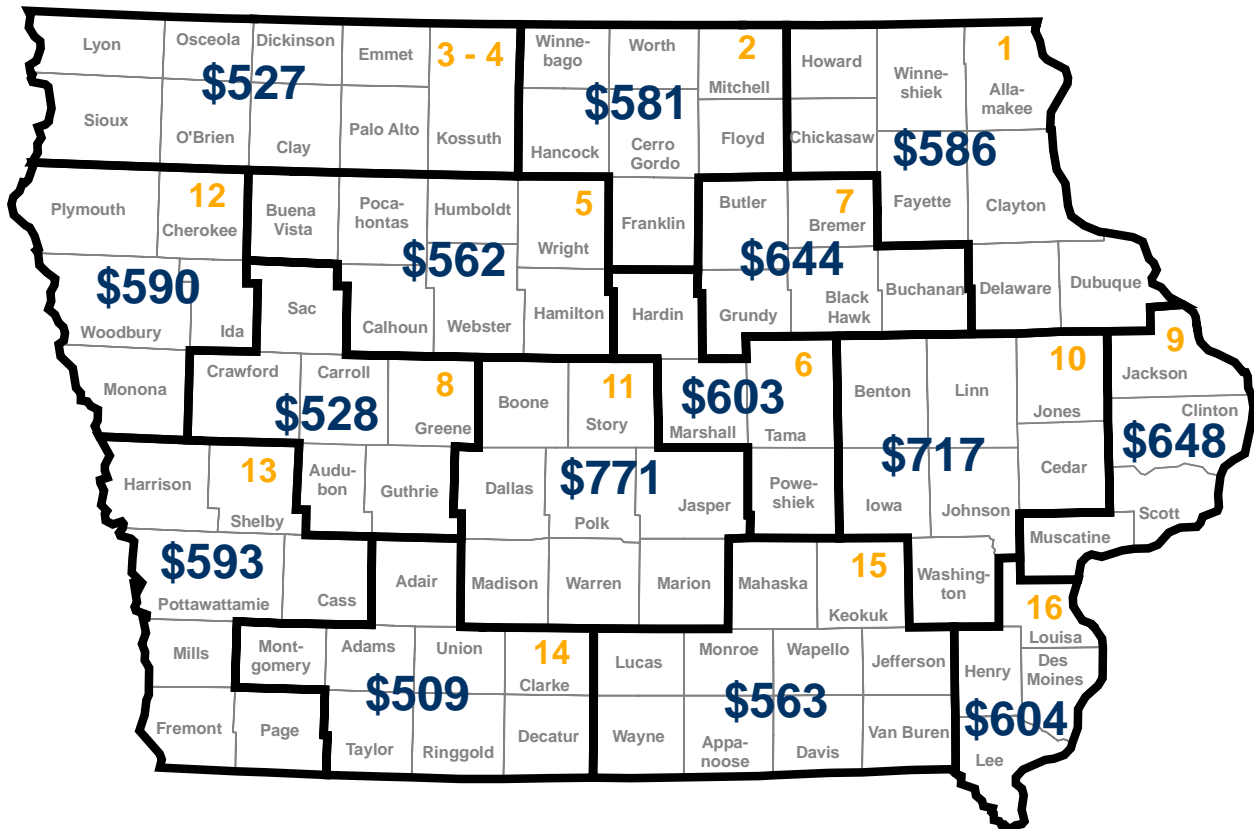 Lyon
Osceola
Dickinson
Emmet
3 - 4
$527
Sioux
O'Brien
Clay
Palo Alto
Kossuth
Winne-
bago
Worth
2
Mitchell
$581
Hancock
Cerro
Gordo
Floyd
Franklin
Howard
Winne-
shiek
1
Alla-
makee
Chickasaw
$586
Fayette
Clayton
Delaware
Dubuque
Plymouth
12
Cherokee
$590
Woodbury
Ida
Monona
Buena
Vista
Poca-
hontas
Humboldt
5
Wright
$562
Sac
Calhoun
Webster
Hamilton
Hardin
Butler
7
Bremer
$644
Grundy
Black
Hawk
Buchanan
Crawford
Carroll
8
Greene
$528
Audu-
bon
Guthrie
Boone
11
Story
Dallas
$771
Polk
Jasper
Madison
Warren
Marion
6
$603
Marshall
Tama
Powe-
shiek
Benton
Linn
10
Jones
$717
Cedar
Iowa
Johnson
Washing-
ton
9
Jackson
Clinton
$648
Scott
Muscatine
Harrison
13
Shelby
$593
Pottawattamie
Cass
Mills
Fremont
Page
Adair
Mont-
gomery
Adams
Union
14
Clarke
$509
Taylor
Ringgold
Decatur
Mahaska
15
Keokuk
Lucas
Monroe
Wapello
Jefferson
$563
Wayne
Appa-
noose
Davis
Van Buren
16
Louisa
Henry
Des
Moines
$604
Lee